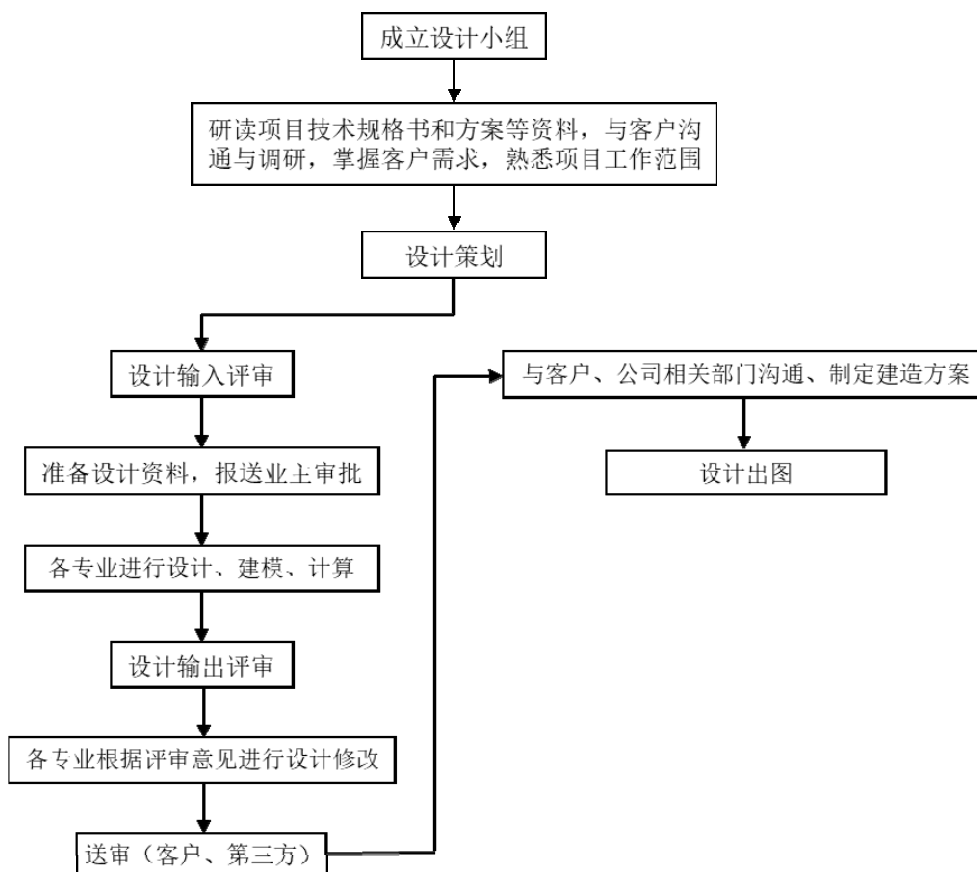 成立设计小组
研读项目技术规格书和方案等资料，与客户沟
通与调研，掌握客户需求，熟悉项目工作范围
设计策划
设计输入评审
准备设计资料，报送业主审批
各专业进行设计、建模、计算
设计输出评审
各专业根据评审意见进行设计修改
送审（客户、第三方）
与客户、公司相关部门沟通、制定建造方案
设计出图